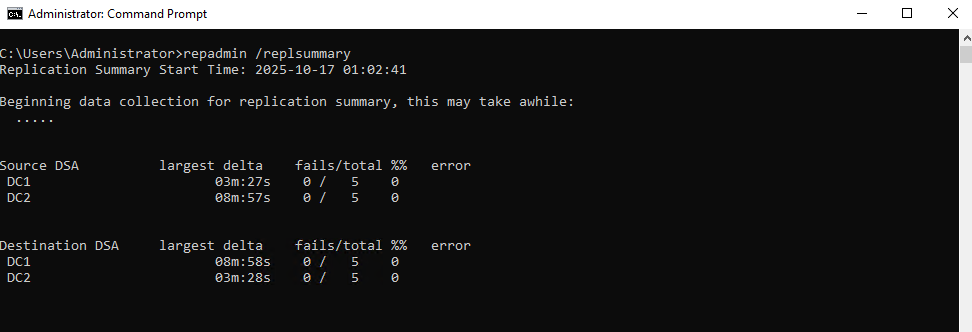 Administrator: Command Prompt
C:\Users\Administrator>repadmin /replsummary
Replication Summary Start Time: 2025-10-17 01:02:41
Beginning data collection for replication summary, this may take awhile:
.....
Source DSA          largest delta    fails/total %%   error
DC1                       03m:27s    0 /   5    0
DC2                       08m:57s    0 /   5    0
Destination DSA     largest delta    fails/total %%   error
DC1                       08m:58s    0 /   5    0
DC2                       03m:28s    0 /   5    0